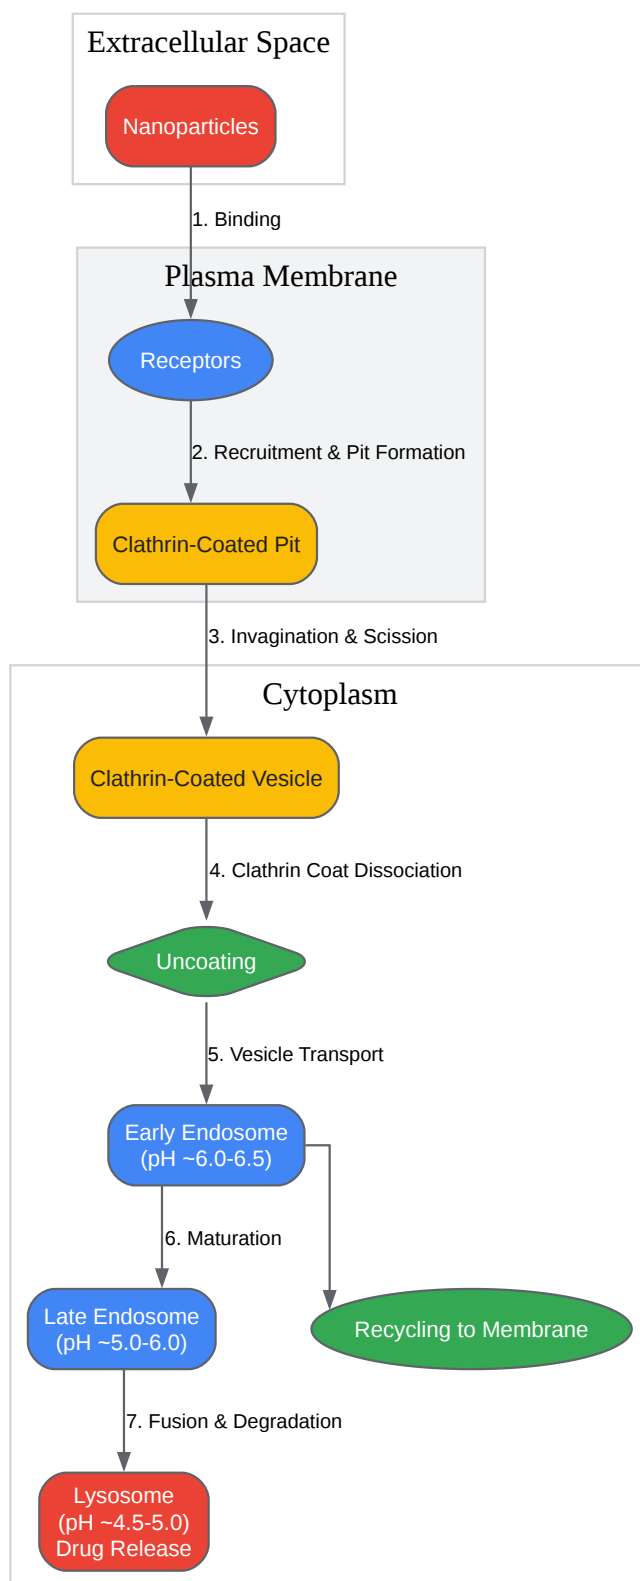 Extracellular Space
Nanoparticles
1. Binding
Plasma Membrane
Receptors
2. Recruitment & Pit Formation
Clathrin-Coated Pit
3. Invagination & Scission
Cytoplasm
Clathrin-Coated Vesicle
4. Clathrin Coat Dissociation
Uncoating
5. Vesicle Transport
Early Endosome
(pH ~6.0-6.5)
6. Maturation
Late Endosome
(pH ~5.0-6.0)
Recycling to Membrane
7. Fusion & Degradation
Lysosome
(pH ~4.5-5.0)
Drug Release